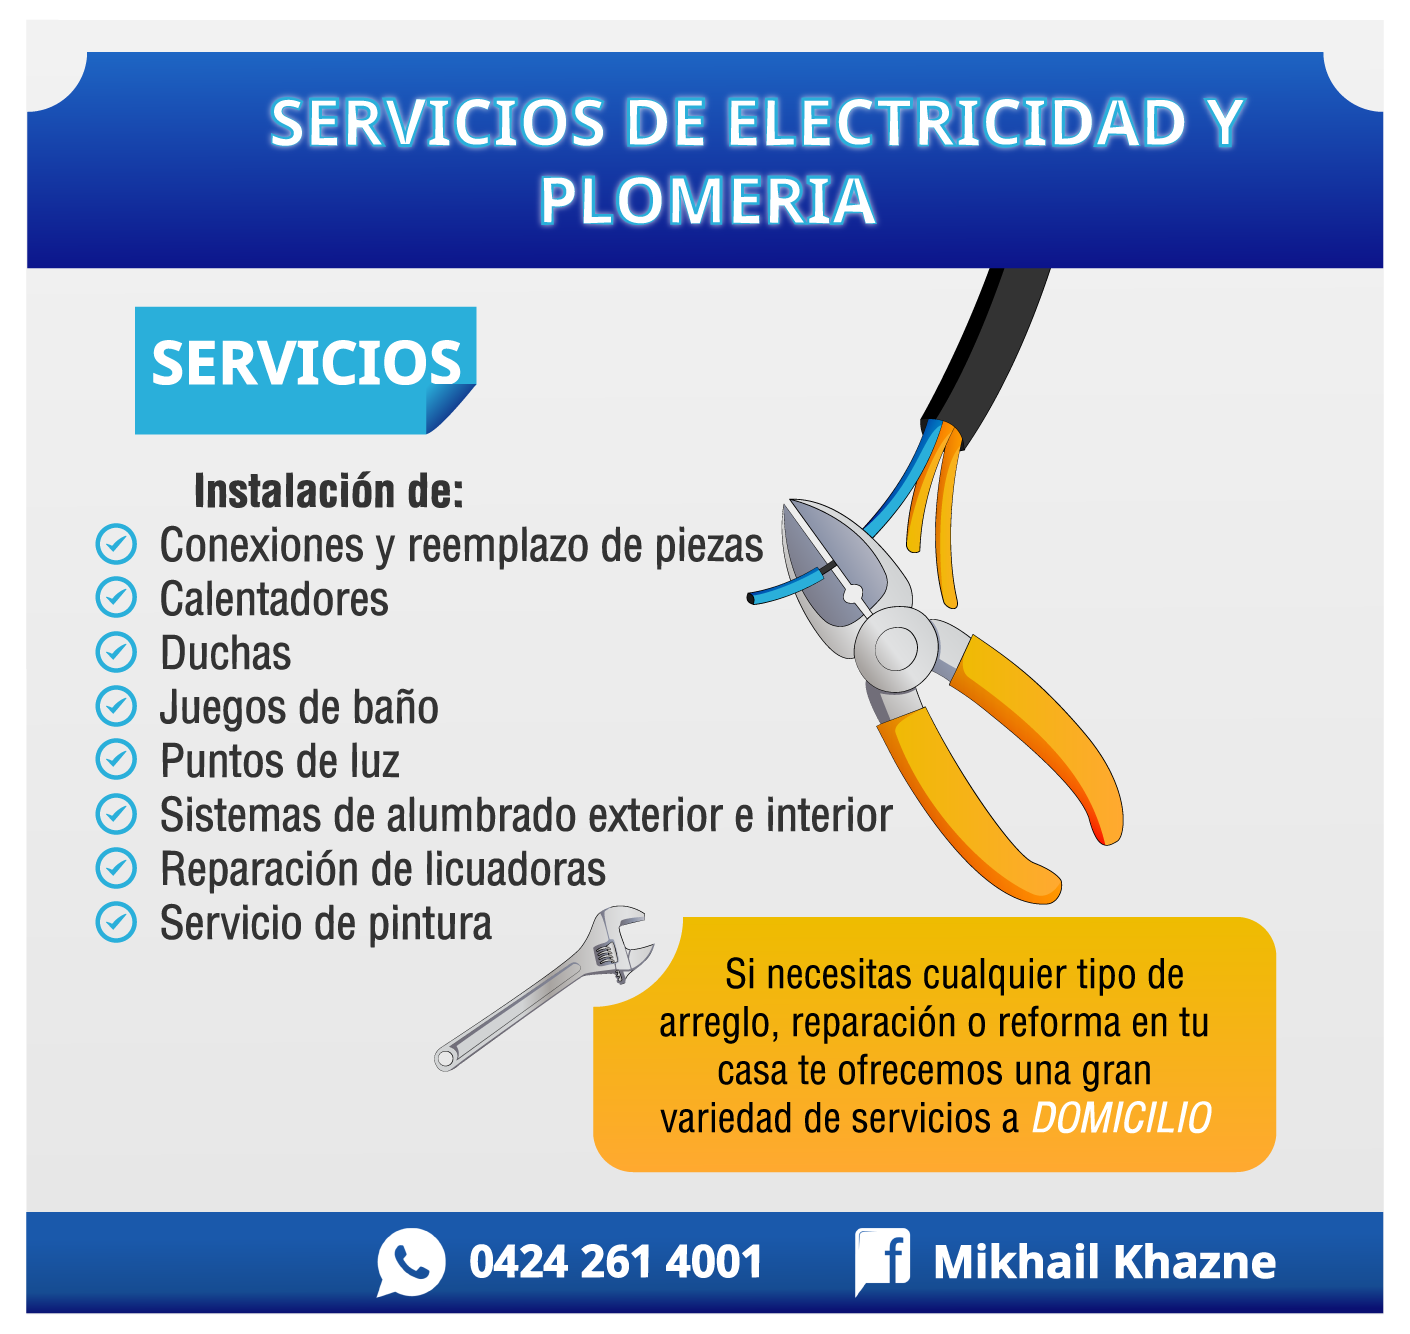 SERVICIOS DE ELECTRICIDAD Y
PLOMERIA
SERVICIOS
Instalación de:
Conexiones y reemplazo de piezas
Calentadores
Duchas
Juegos de baño
Puntos de luz
Sistemas de alumbrado exterior e interior
Reparación de licuadoras
Servicio de pintura
Si necesitas cualquier tipo de
arreglo, reparación o reforma en tu
casa te ofrecemos una gran
variedad de servicios a DOMICILIO
0424 261 4001
f Mikhail Khazne